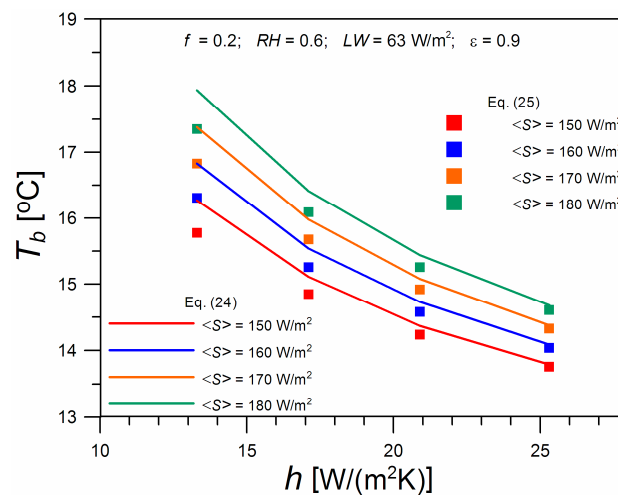 f = 0.2; RH = 0.6; LW = 63 W/m²; ε = 0.9
19
18
17
16
15
14
13
T_b [ºC]
Eq. (25)
<S> = 150 W/m²
<S> = 160 W/m²
<S> = 170 W/m²
<S> = 180 W/m²
Eq. (24)
<S> = 150 W/m²
<S> = 160 W/m²
<S> = 170 W/m²
<S> = 180 W/m²
10 15 20 25
h [W/(m²K)]